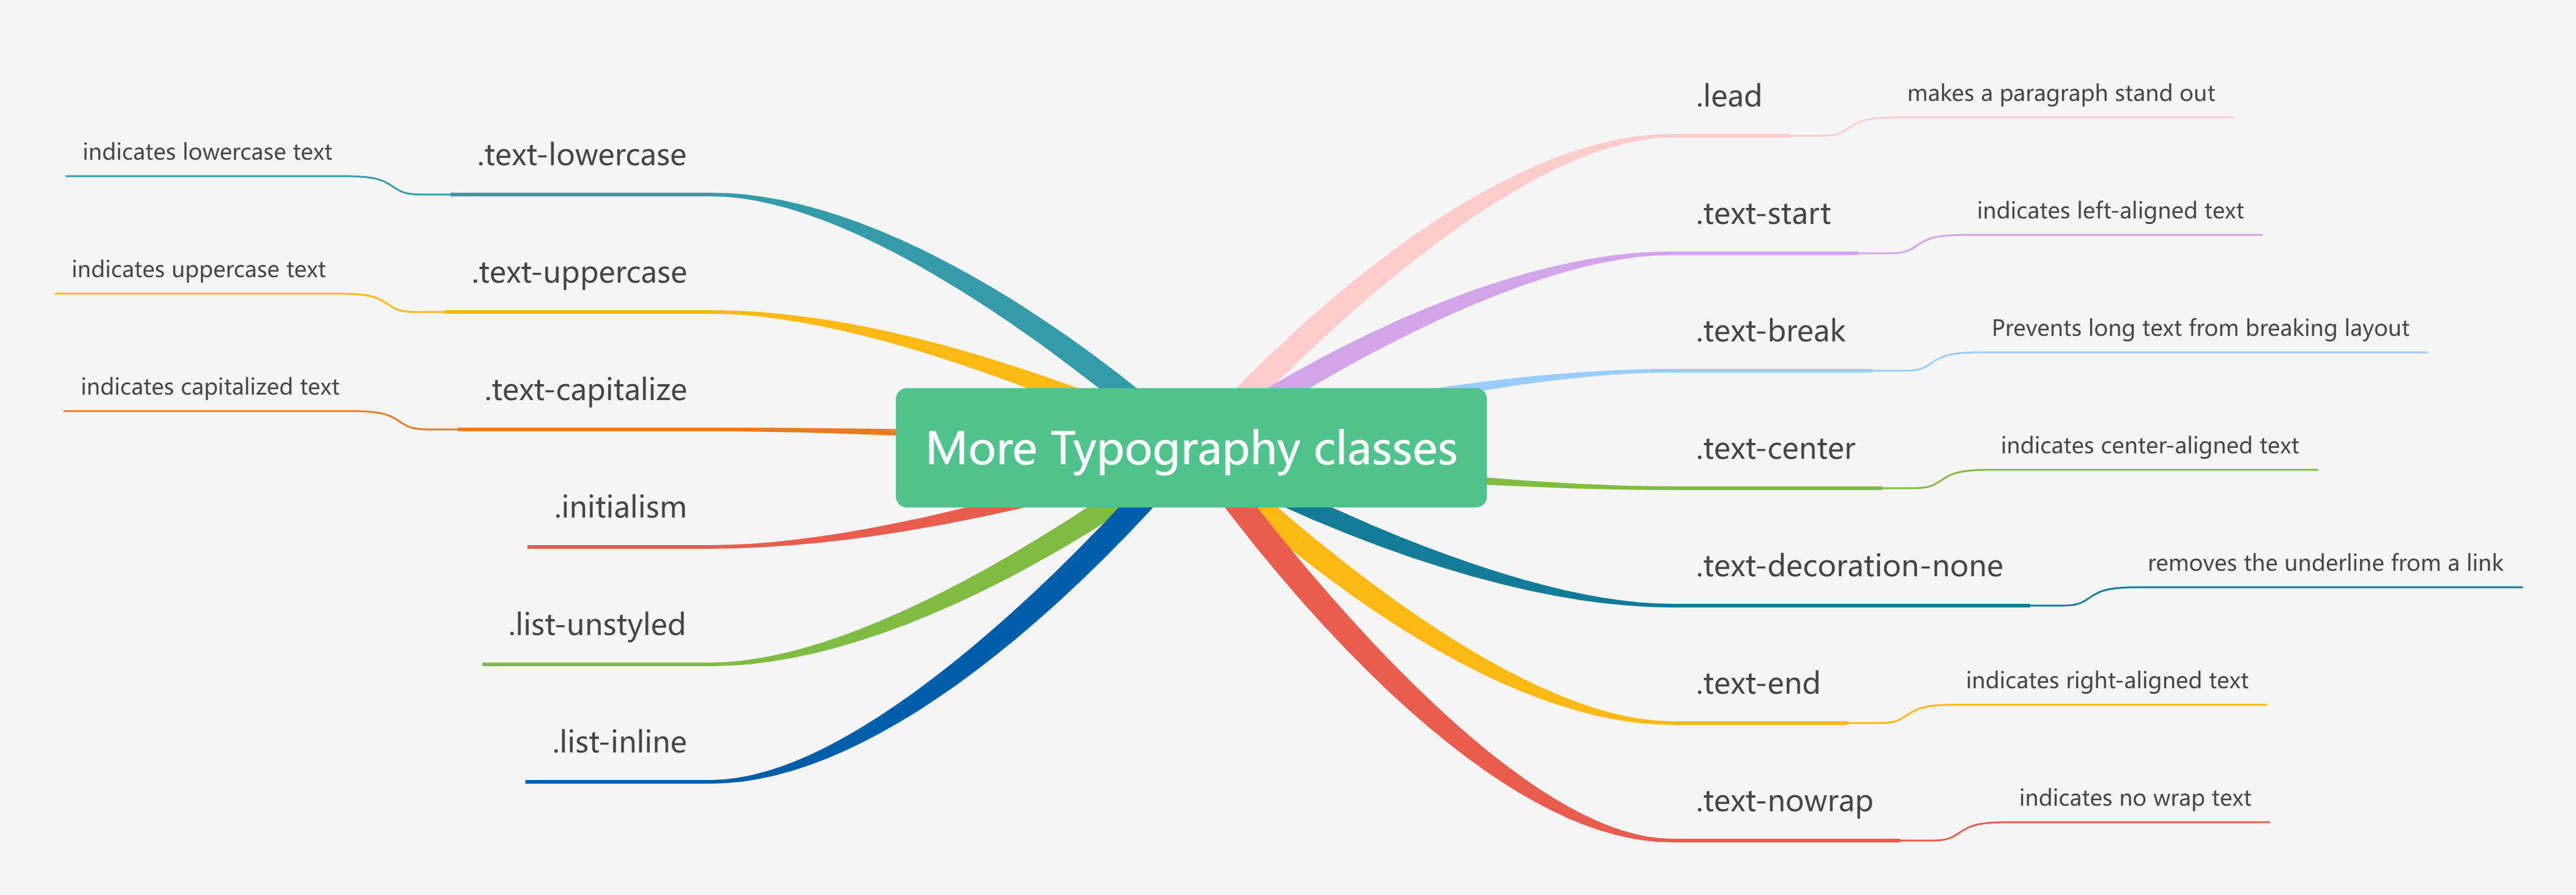 More Typography classes
.lead
makes a paragraph stand out
.text-start
indicates left-aligned text
.text-break
Prevents long text from breaking layout
.text-center
indicates center-aligned text
.text-decoration-none
removes the underline from a link
.text-end
indicates right-aligned text
.text-nowrap
indicates no wrap text
.text-lowercase
indicates lowercase text
.text-uppercase
indicates uppercase text
.text-capitalize
indicates capitalized text
.initialism
.list-unstyled
.list-inline